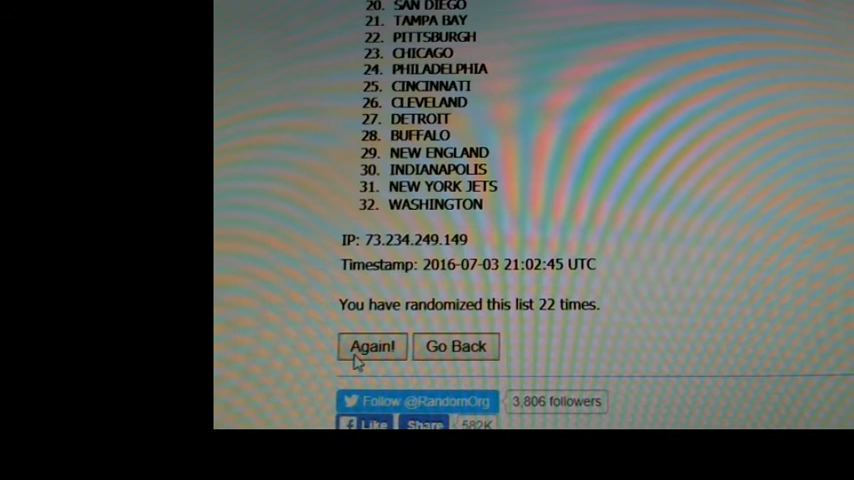 20. SAN DIEGO
21. TAMPA BAY
22. PITTSBURGH
23. CHICAGO
24. PHILADELPHIA
25. CINCINNATI
26. CLEVELAND
27. DETROIT
28. BUFFALO
29. NEW ENGLAND
30. INDIANAPOLIS
31. NEW YORK JETS
32. WASHINGTON
IP: 73.234.249.149
Timestamp: 2016-07-03 21:02:45 UTC
You have randomized this list 22 times.
Again! Go Back
Follow @RandomOrg 3,806 followers
Like Share 582K